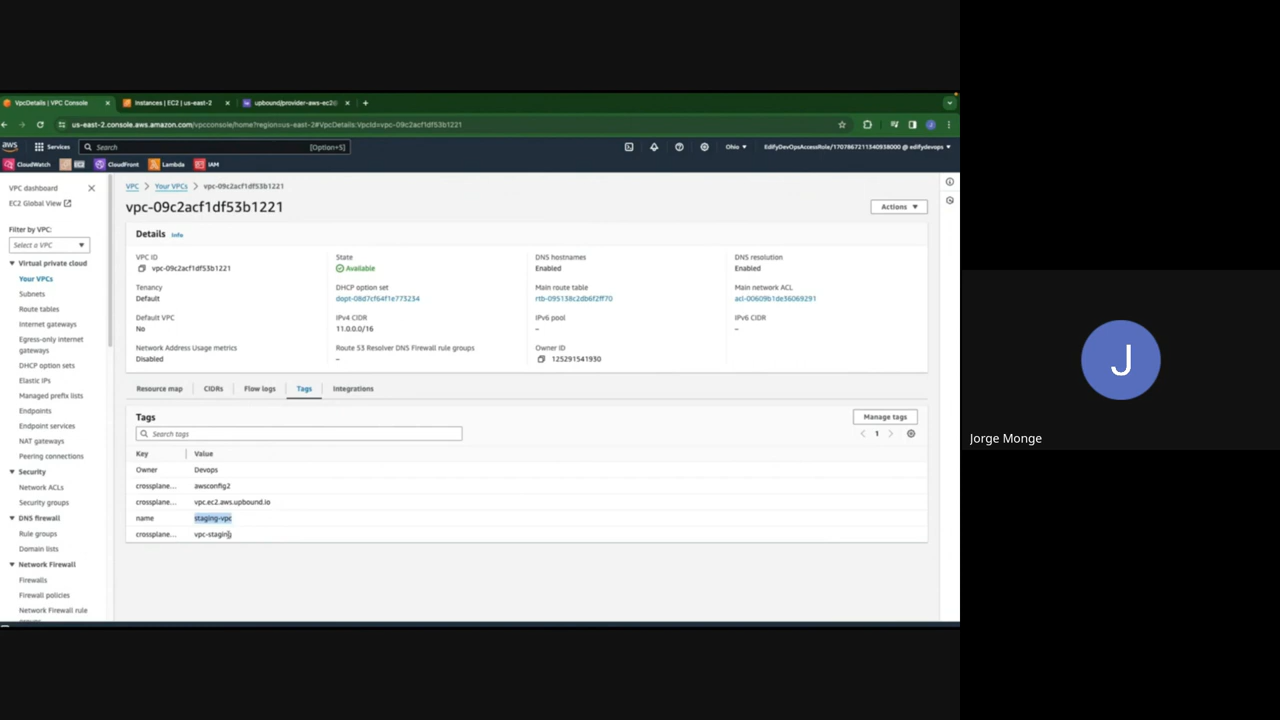 VpcDetails | VPC Console
Instances | EC2 | us-east-2
upbound/provider-aws-ec2@
us-east-2.console.aws.amazon.com/vpcconsole/home?region=us-east-2#VpcDetails:VpcId=vpc-09c2acf1df53b1221
aws Services Search [Option+S] Ohio EdifyDevOpsAccessRole/1707867211340938000 @ edifydevops
CloudWatch EC2 CloudFront Lambda IAM
VPC dashboard
EC2 Global View
Filter by VPC:
Select a VPC
Virtual private cloud
Your VPCs
Subnets
Route tables
Internet gateways
Egress-only internet
gateways
DHCP option sets
Elastic IPs
Managed prefix lists
Endpoints
Endpoint services
NAT gateways
Peering connections
Security
Network ACLs
Security groups
DNS firewall
Rule groups
Domain lists
Network Firewall
Firewalls
Firewall policies
Network Firewall rule
VPC Your VPCs vpc-09c2acf1df53b1221
vpc-09c2acf1df53b1221
Actions
Details Info
VPC ID
vpc-09c2acf1df53b1221
State
Available
DNS hostnames
Enabled
DNS resolution
Enabled
Tenancy
Default
DHCP option set
dopt-08d7cf64f1e773234
Main route table
rtb-095138c2db6f2ff70
Main network ACL
acl-00609b1de36069291
Default VPC
No
IPv4 CIDR
11.0.0.0/16
IPv6 pool
–
IPv6 CIDR
–
Network Address Usage metrics
Disabled
Route 53 Resolver DNS Firewall rule groups
–
Owner ID
125291541930
Resource map CIDRs Flow logs Tags Integrations
Tags
Manage tags
Search tags
1
Key Value
Owner Devops
crossplane... awsconfig2
crossplane... vpc.ec2.aws.upbound.io
name staging-vpc
crossplane... vpc-staging
J
Jorge Monge